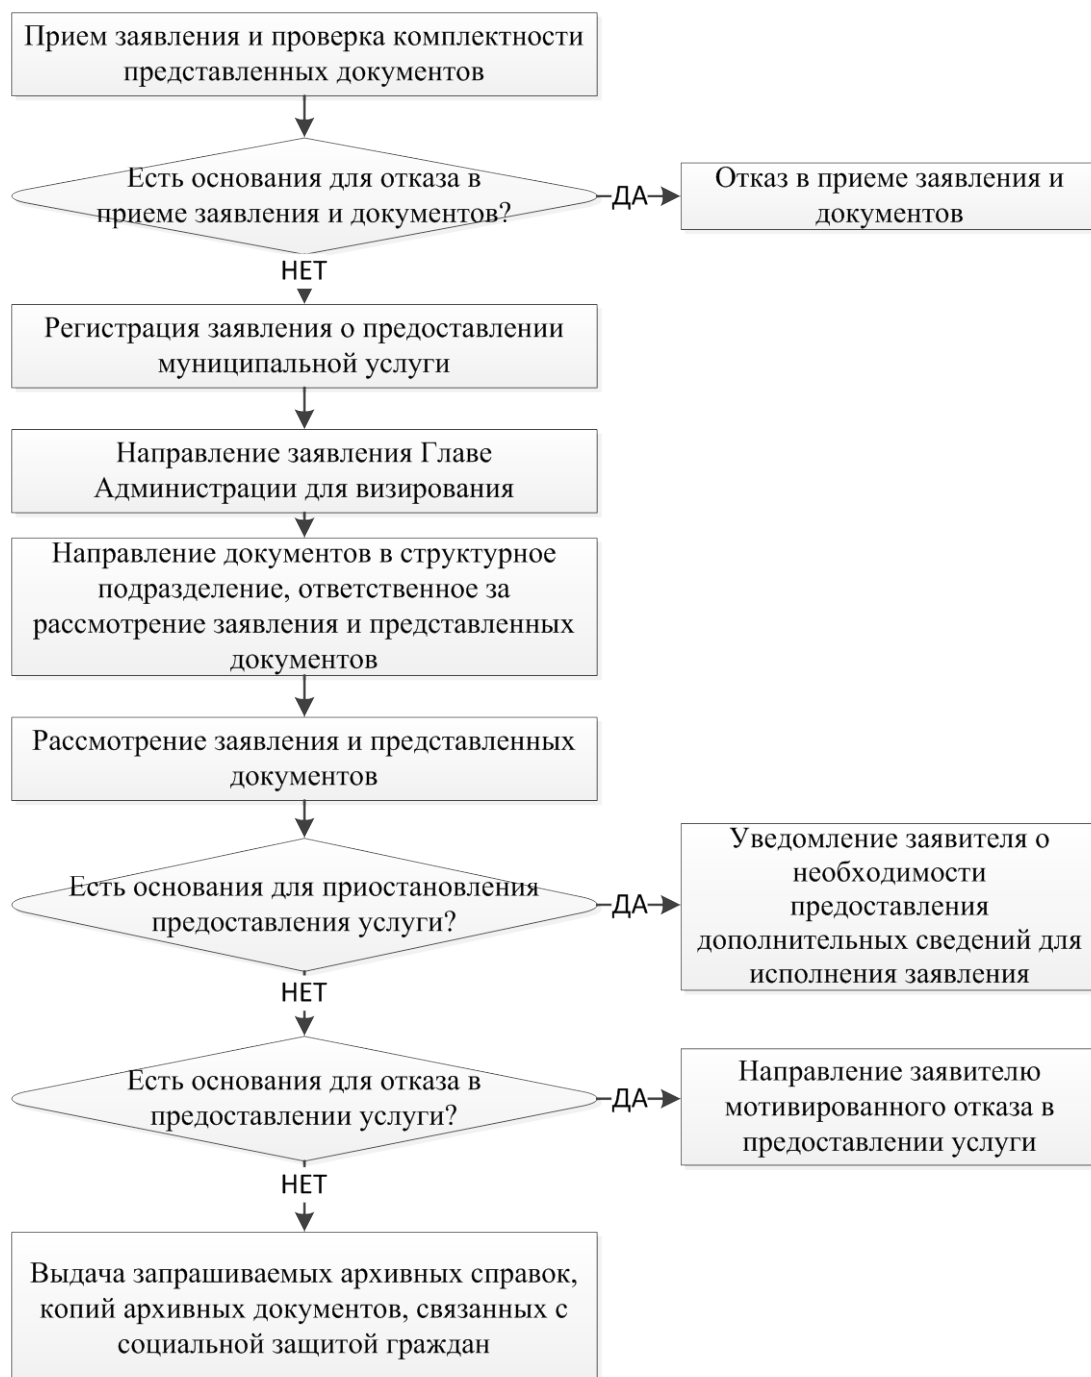 Прием заявления и проверка комплектности
представленных документов
Есть основания для отказа в
приеме заявления и документов?
ДА
Отказ в приеме заявления и
документов
НЕТ
Регистрация заявления о предоставлении
муниципальной услуги
Направление заявления Главе
Администрации для визирования
Направление документов в структурное
подразделение, ответственное за
рассмотрение заявления и представленных
документов
Рассмотрение заявления и представленных
документов
Есть основания для приостановления
предоставления услуги?
ДА
Уведомление заявителя о
необходимости
предоставления
дополнительных сведений для
исполнения заявления
НЕТ
Есть основания для отказа в
предоставлении услуги?
ДА
Направление заявителю
мотивированного отказа в
предоставлении услуги
НЕТ
Выдача запрашиваемых архивных справок,
копий архивных документов, связанных с
социальной защитой граждан